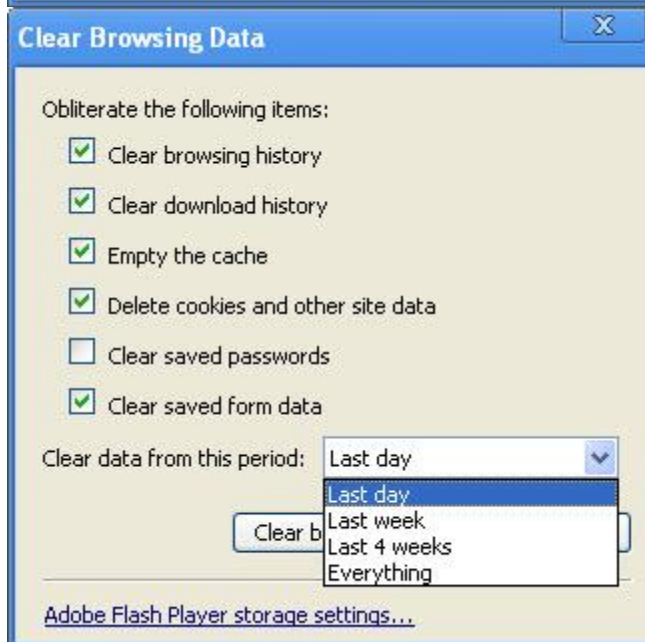 Clear Browsing Data
Obliterate the following items:
Clear browsing history
Clear download history
Empty the cache
Delete cookies and other site data
Clear saved passwords
Clear saved form data
Clear data from this period: Last day
Last day
Last week
Clear b
Last 4 weeks
Everything
Adobe Flash Player storage settings...